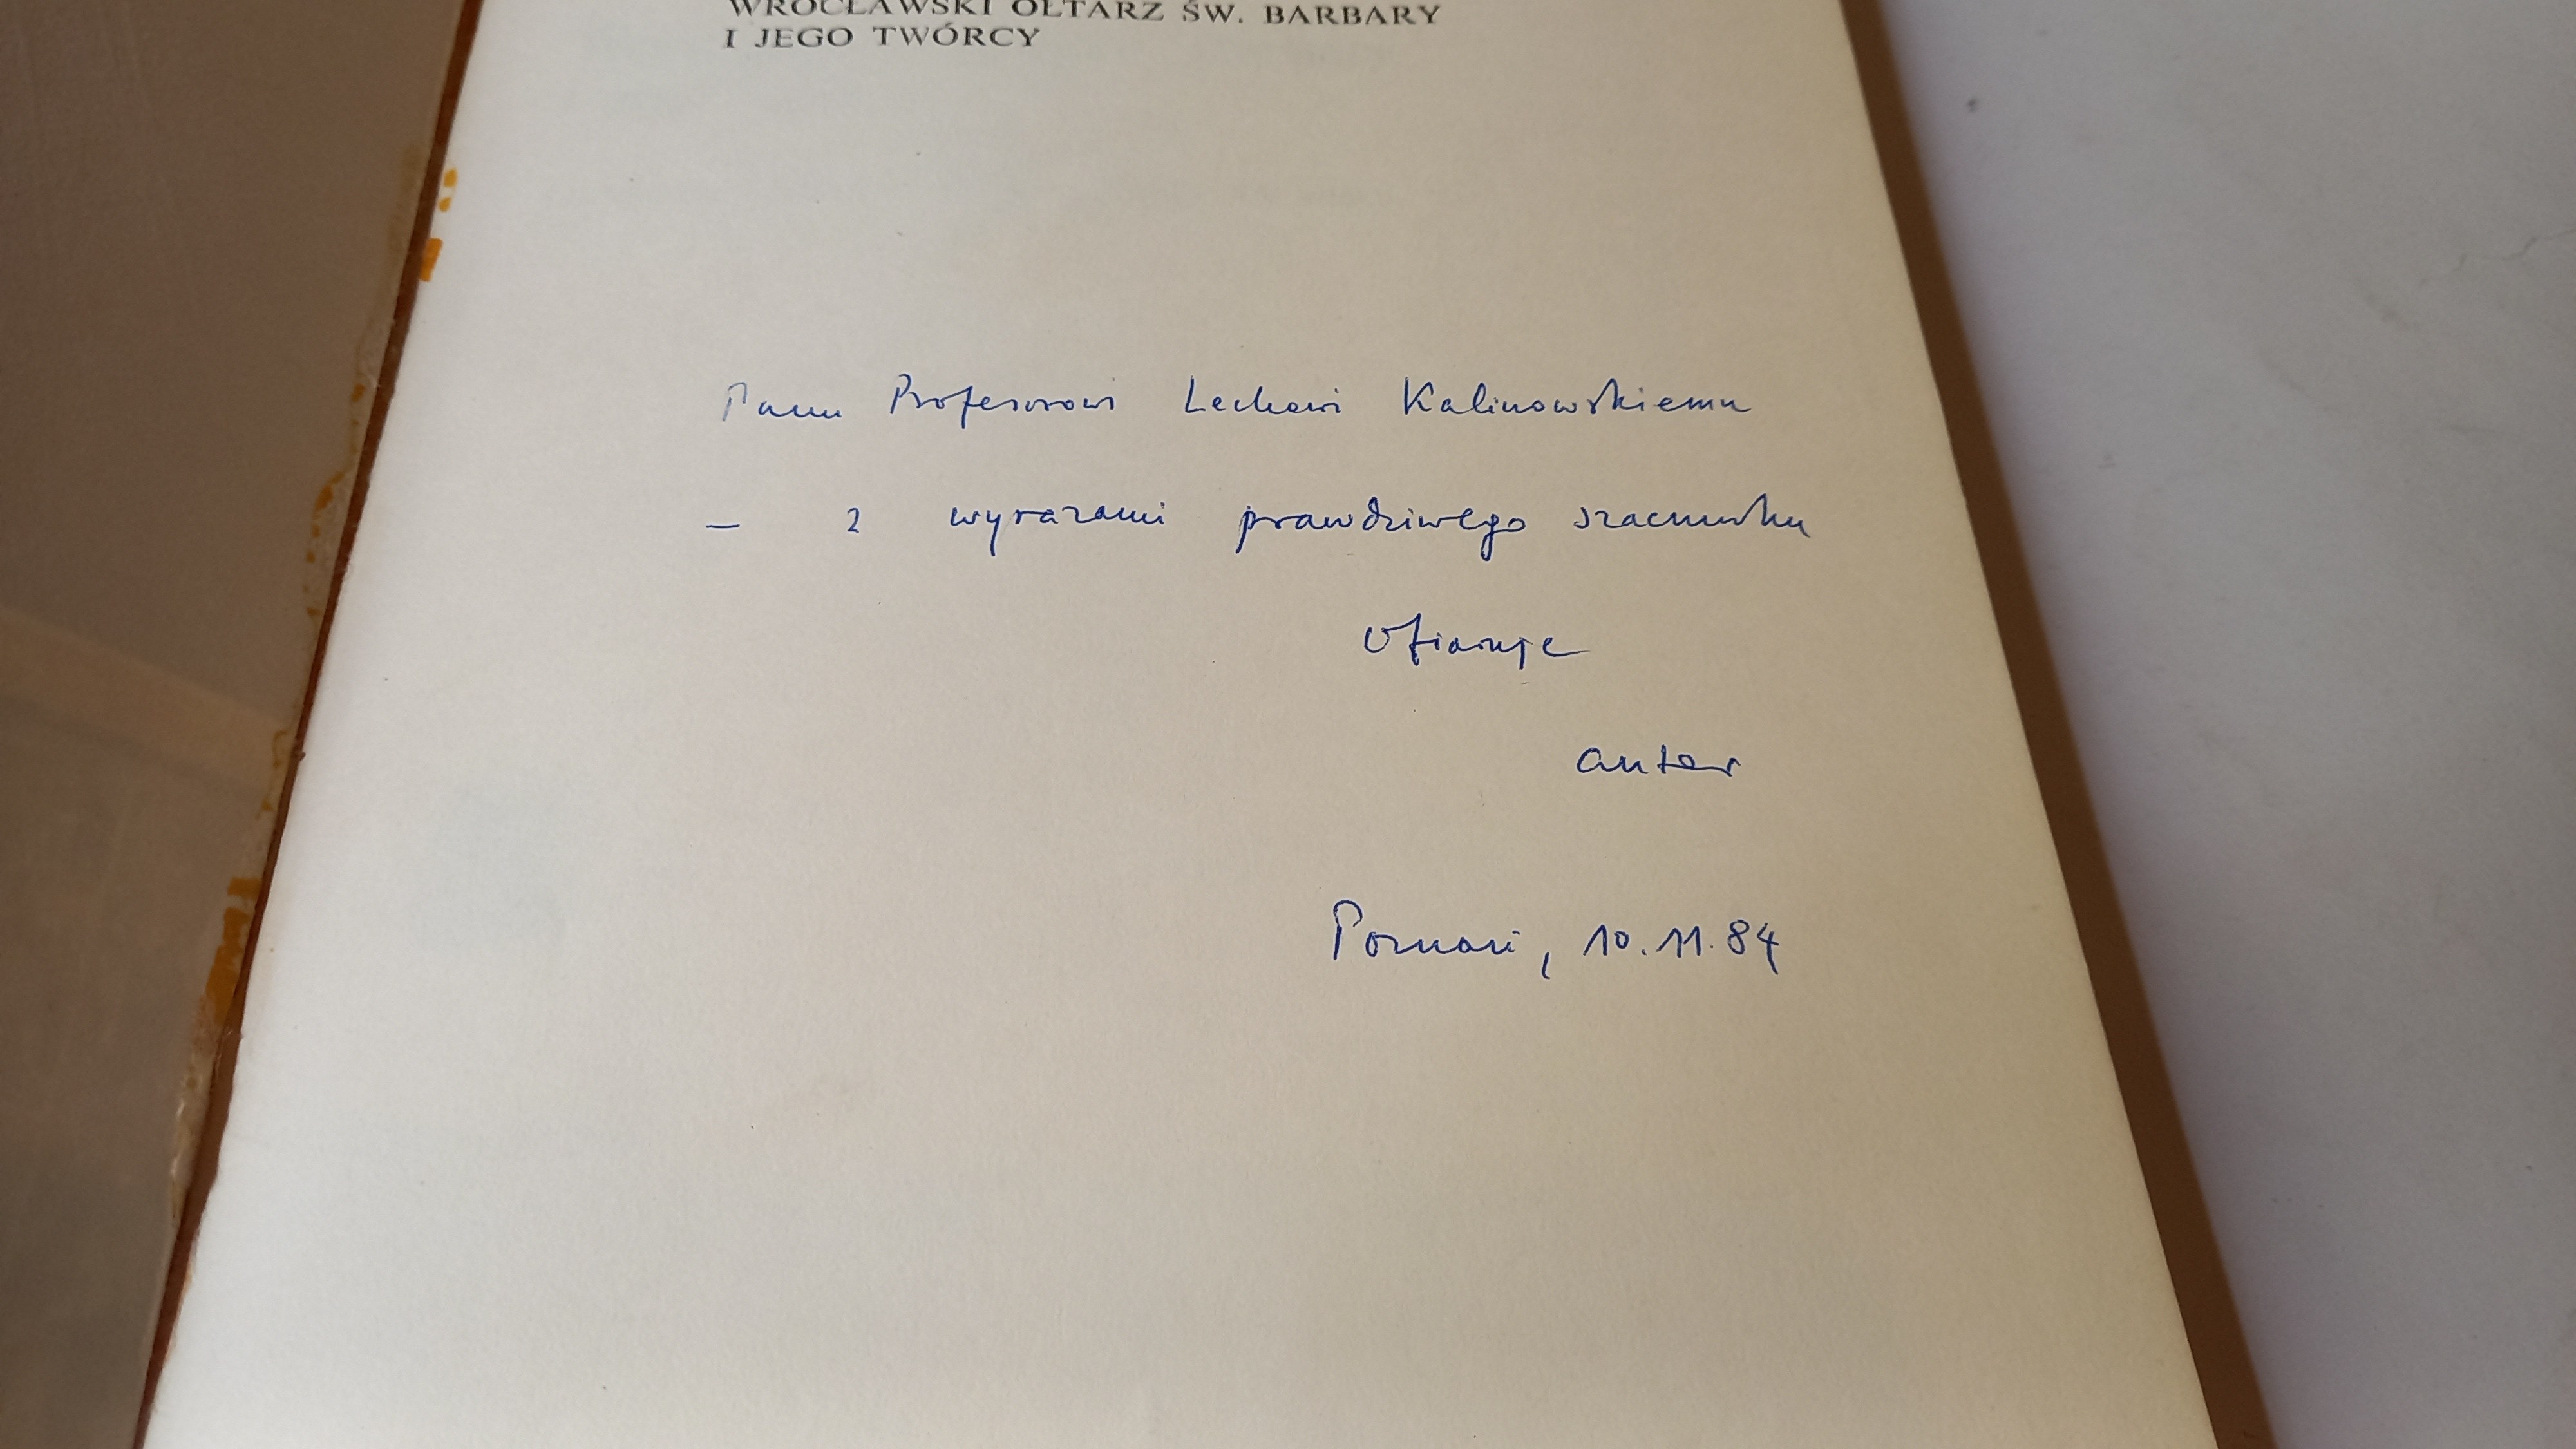 WROCŁAWSKI OŁTARZ ŚW. BARBARY
I JEGO TWÓRCY
Panu Profesorowi Lechowi Kalinowskiemu
— z wyrazami prawdziwego szacunku
ofiaruje
autor
Poznań, 10.11.84